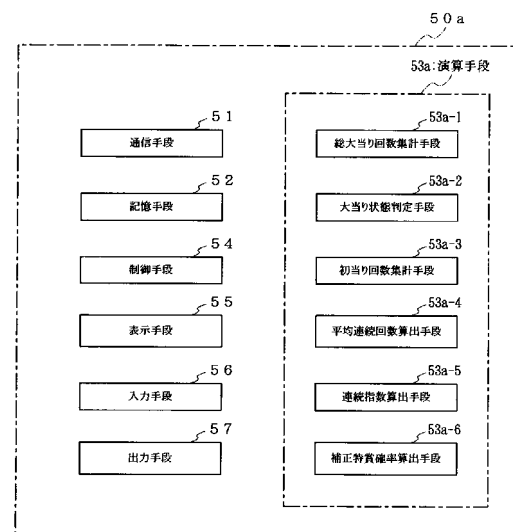 ５０ａ
53a:演算手段
５１
通信手段
５２
記憶手段
５４
制御手段
５５
表示手段
５６
入力手段
５７
出力手段
53a-1
総大当り回数集計手段
53a-2
大当り状態判定手段
53a-3
初当り回数集計手段
53a-4
平均連続回数算出手段
53a-5
連続指数算出手段
53a-6
補正特賞確率算出手段